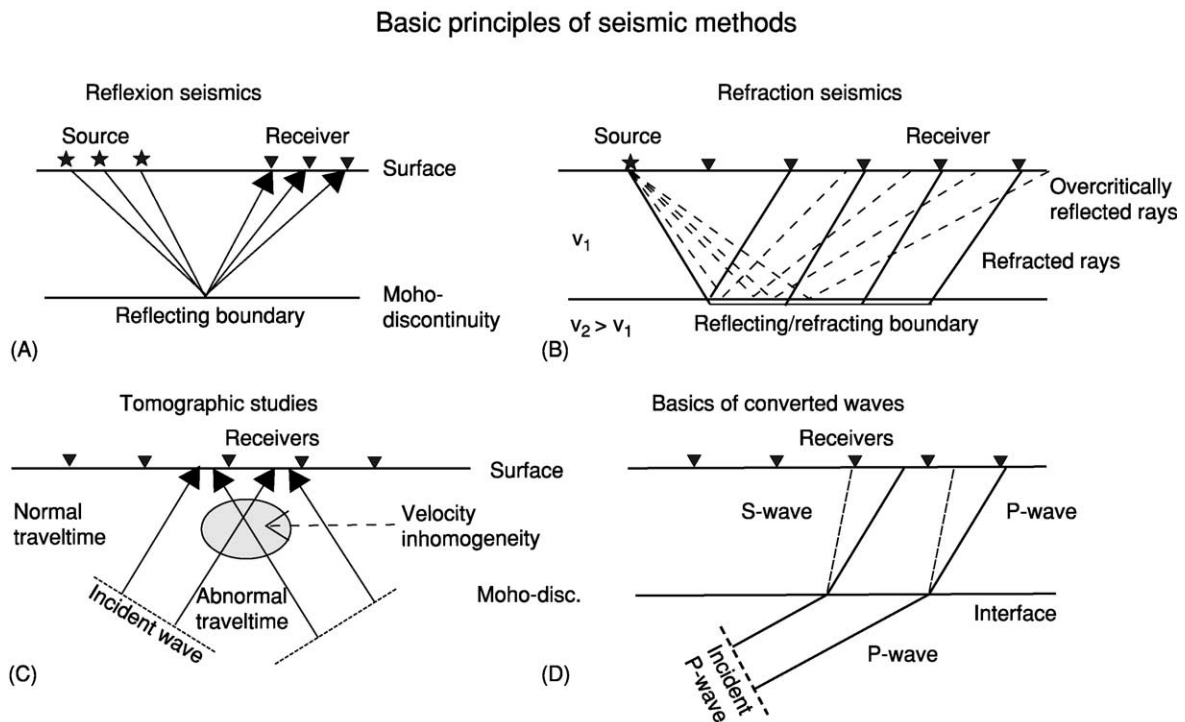 Basic principles of seismic methods
Reflexion seismics
Source
Receiver
Surface
Reflecting boundary
Moho-
discontinuity
(A)
Refraction seismics
Source
Receiver
Overcritically
reflected rays
v1
Refracted rays
v2 > v1
Reflecting/refracting boundary
(B)
Tomographic studies
Receivers
Surface
Normal
traveltime
Velocity
inhomogeneity
Incident wave
Abnormal
traveltime
Moho-disc.
(C)
Basics of converted waves
Receivers
S-wave
P-wave
Interface
P-wave
Incident
P-wave
(D)